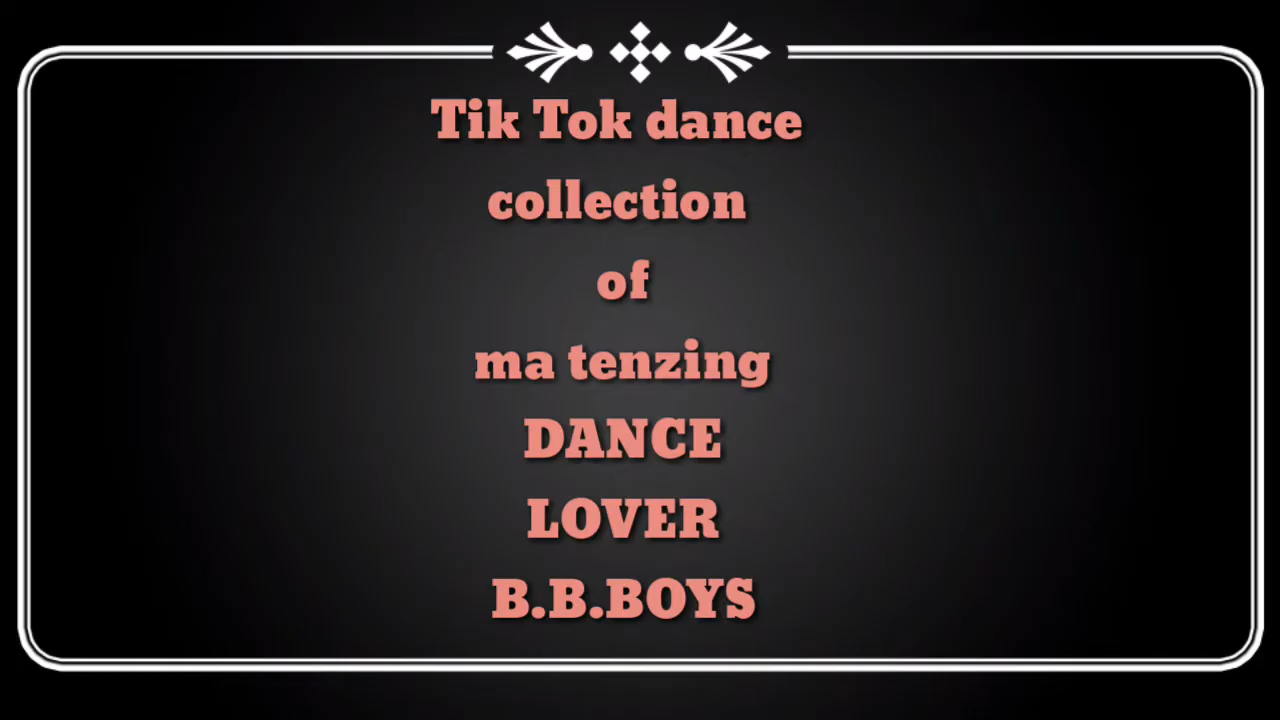 Tik Tok dance
collection
of
ma tenzing
DANCE
LOVER
B.B.BOYS